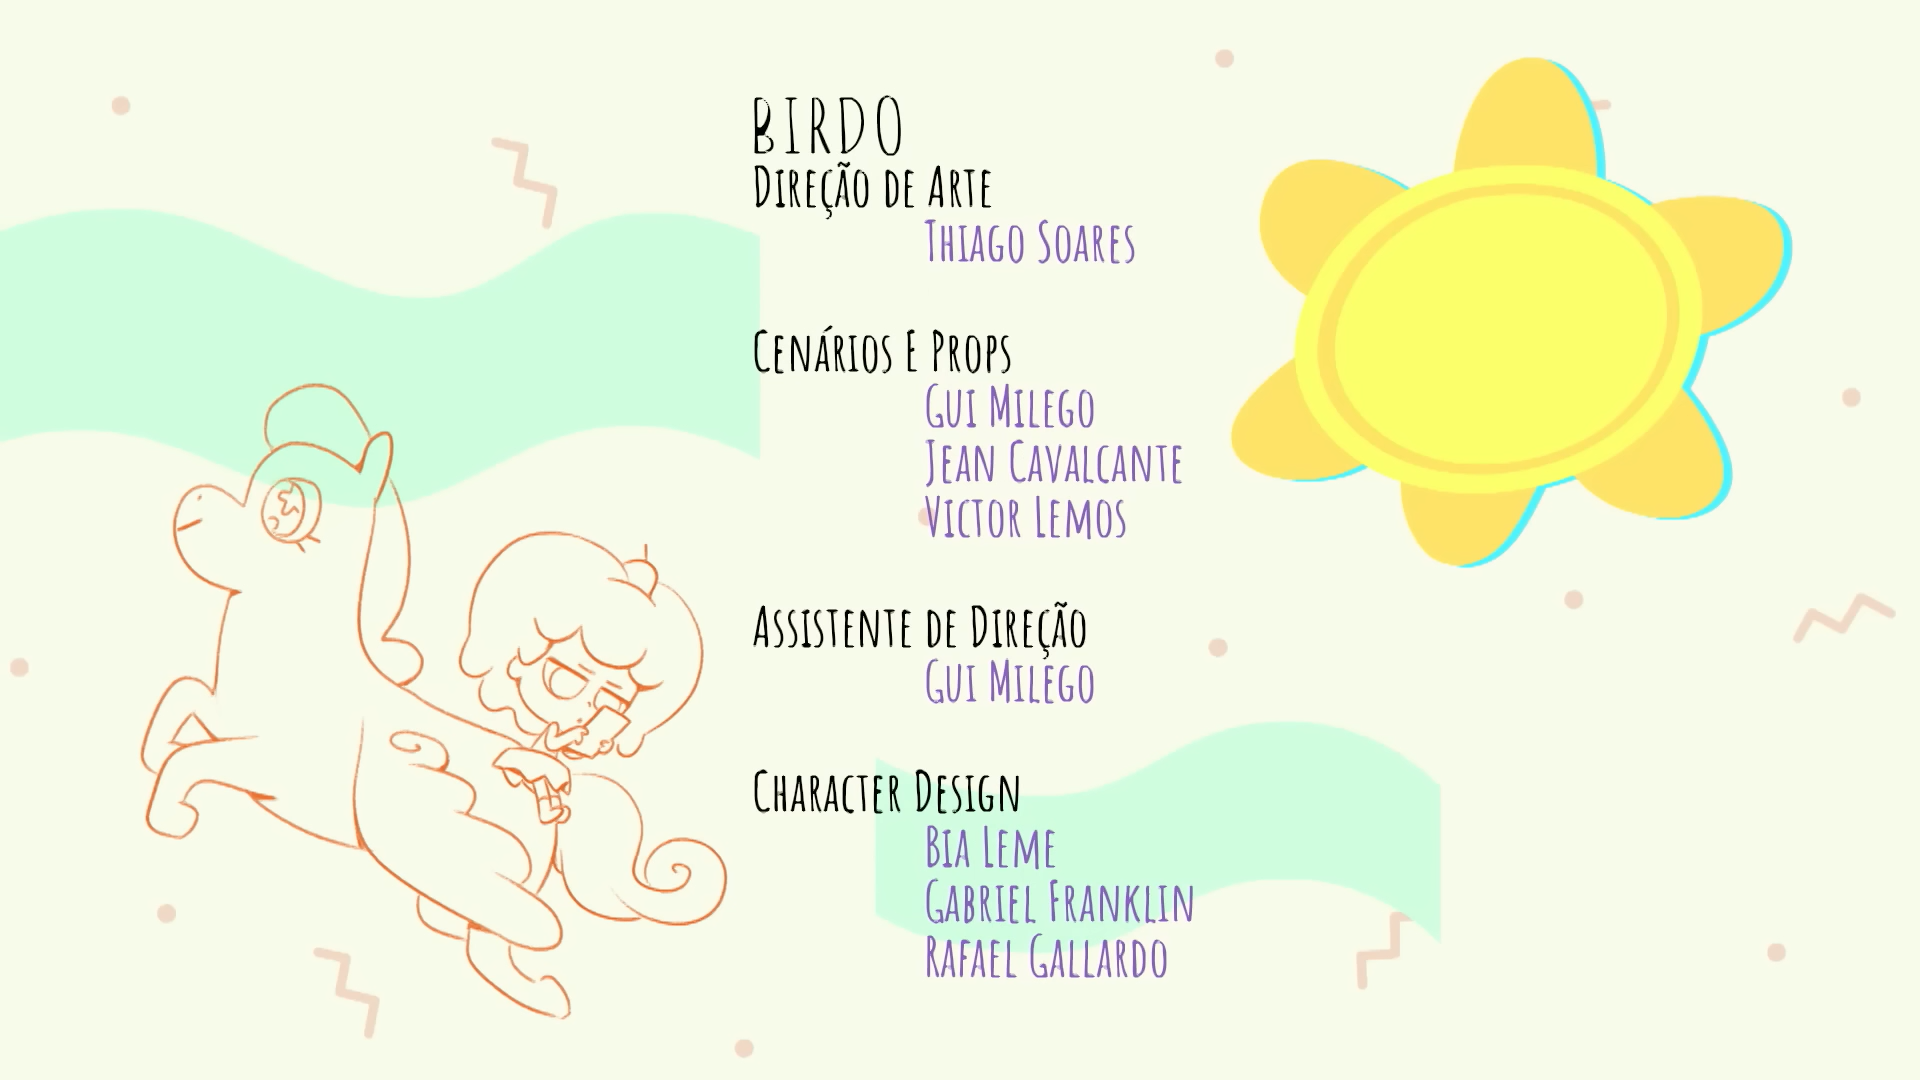 BIRDO
Direção de Arte
Thiago Soares
Cenários E Props
Gui Milego
Jean Cavalcante
Victor Lemos
Assistente de Direção
Gui Milego
Character Design
Bia Leme
Gabriel Franklin
Rafael Gallardo